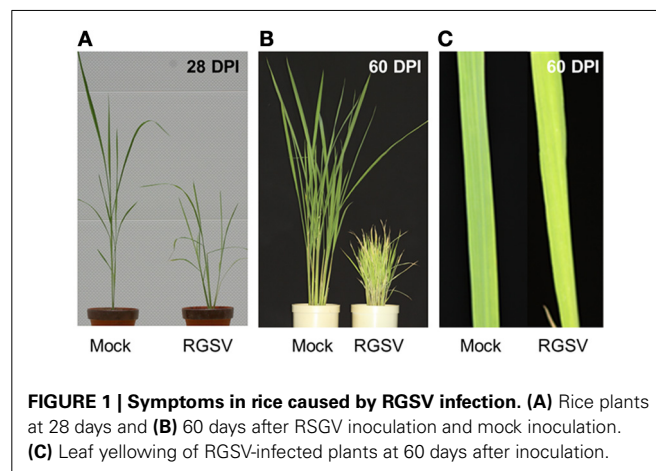 A
28 DPI
B
60 DPI
C
60 DPI
Mock
RGSV
Mock
RGSV
Mock
RGSV
FIGURE 1 | Symptoms in rice caused by RGSV infection. (A) Rice plants
at 28 days and (B) 60 days after RSGV inoculation and mock inoculation.
(C) Leaf yellowing of RGSV-infected plants at 60 days after inoculation.